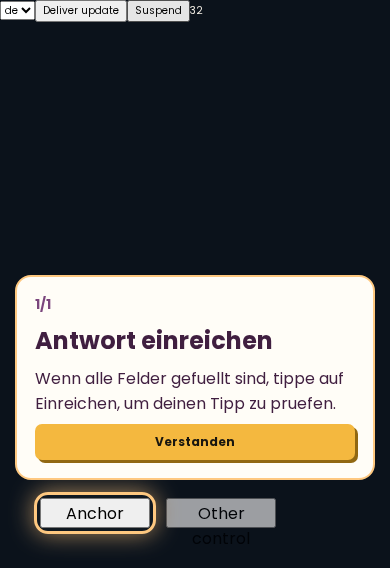 de Deliver update Suspend 32
1/1
Antwort einreichen
Wenn alle Felder gefuellt sind, tippe auf
Einreichen, um deinen Tipp zu pruefen.
Verstanden
Anchor Other
control